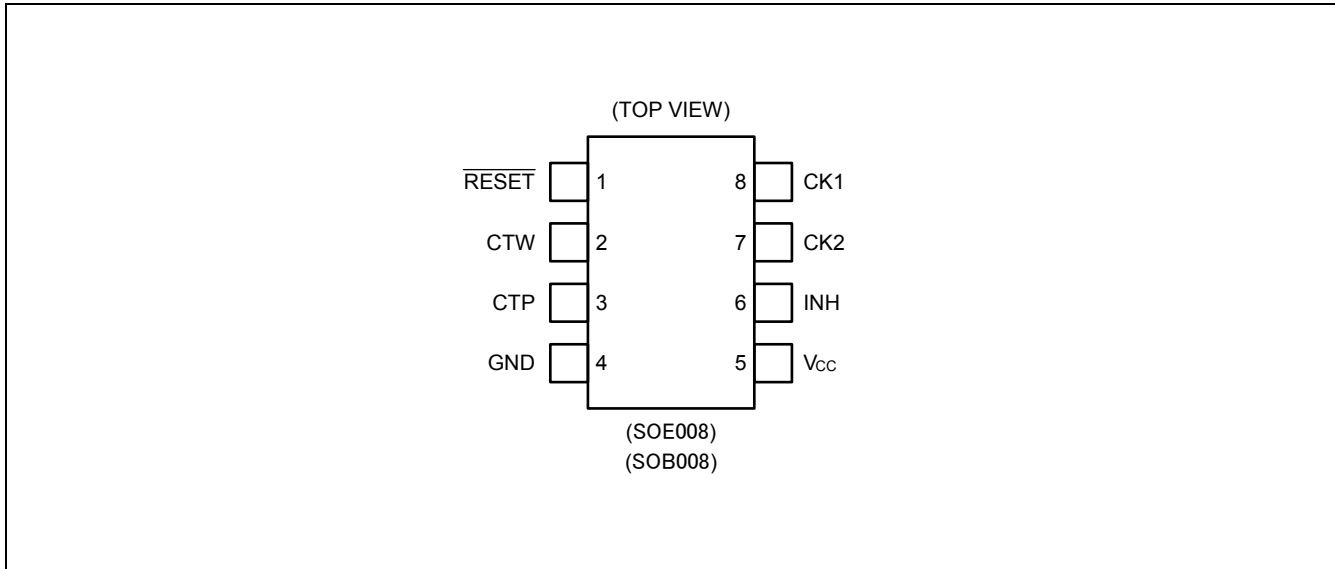 (TOP VIEW)
RESET 1 8 CK1
CTW 2 7 CK2
CTP 3 6 INH
GND 4 5 VCC
(SOE008)
(SOB008)